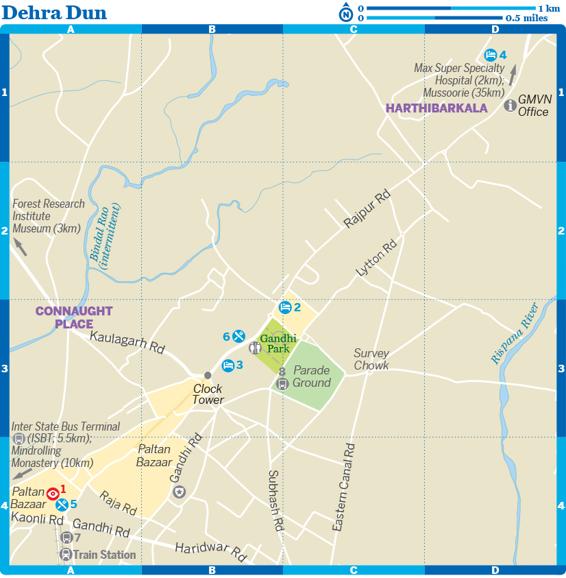 Dehra Dun
N
0 1 km
0 0.5 miles
A B C D
1
4
Max Super Specialty
Hospital (2km);
Mussoorie (35km)
HARTHIBARKALA
GMVN
Office
1
Forest Research
Institute
Museum (3km)
Bindal Rao
(intermittent)
Rajpur Rd
Lytton Rd
2
2
CONNAUGHT
PLACE
2
Kaulagarh Rd
6
Gandhi
Park
3
8
Parade
Ground
Survey
Chowk
Rispana River
3
3
Clock
Tower
Inter State Bus Terminal
(ISBT; 5.5km);
Mindrolling
Monastery (10km)
Paltan
Bazaar
Gandhi Rd
Subhash Rd
Eastern Canal Rd
4
4
Paltan
Bazaar
1
5
Raja Rd
Kaonli Rd
Gandhi Rd
7
Train Station
Haridwar Rd
A B C D